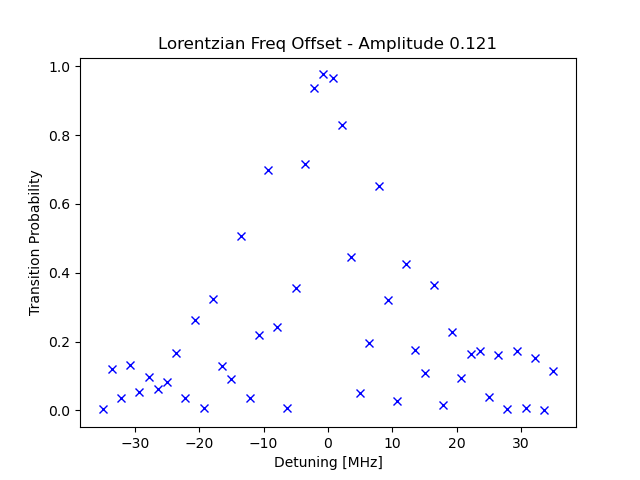 Lorentzian Freq Offset - Amplitude 0.121
1.0
0.8
0.6
0.4
0.2
0.0
Transition Probability
−30 −20 −10 0 10 20 30
Detuning [MHz]